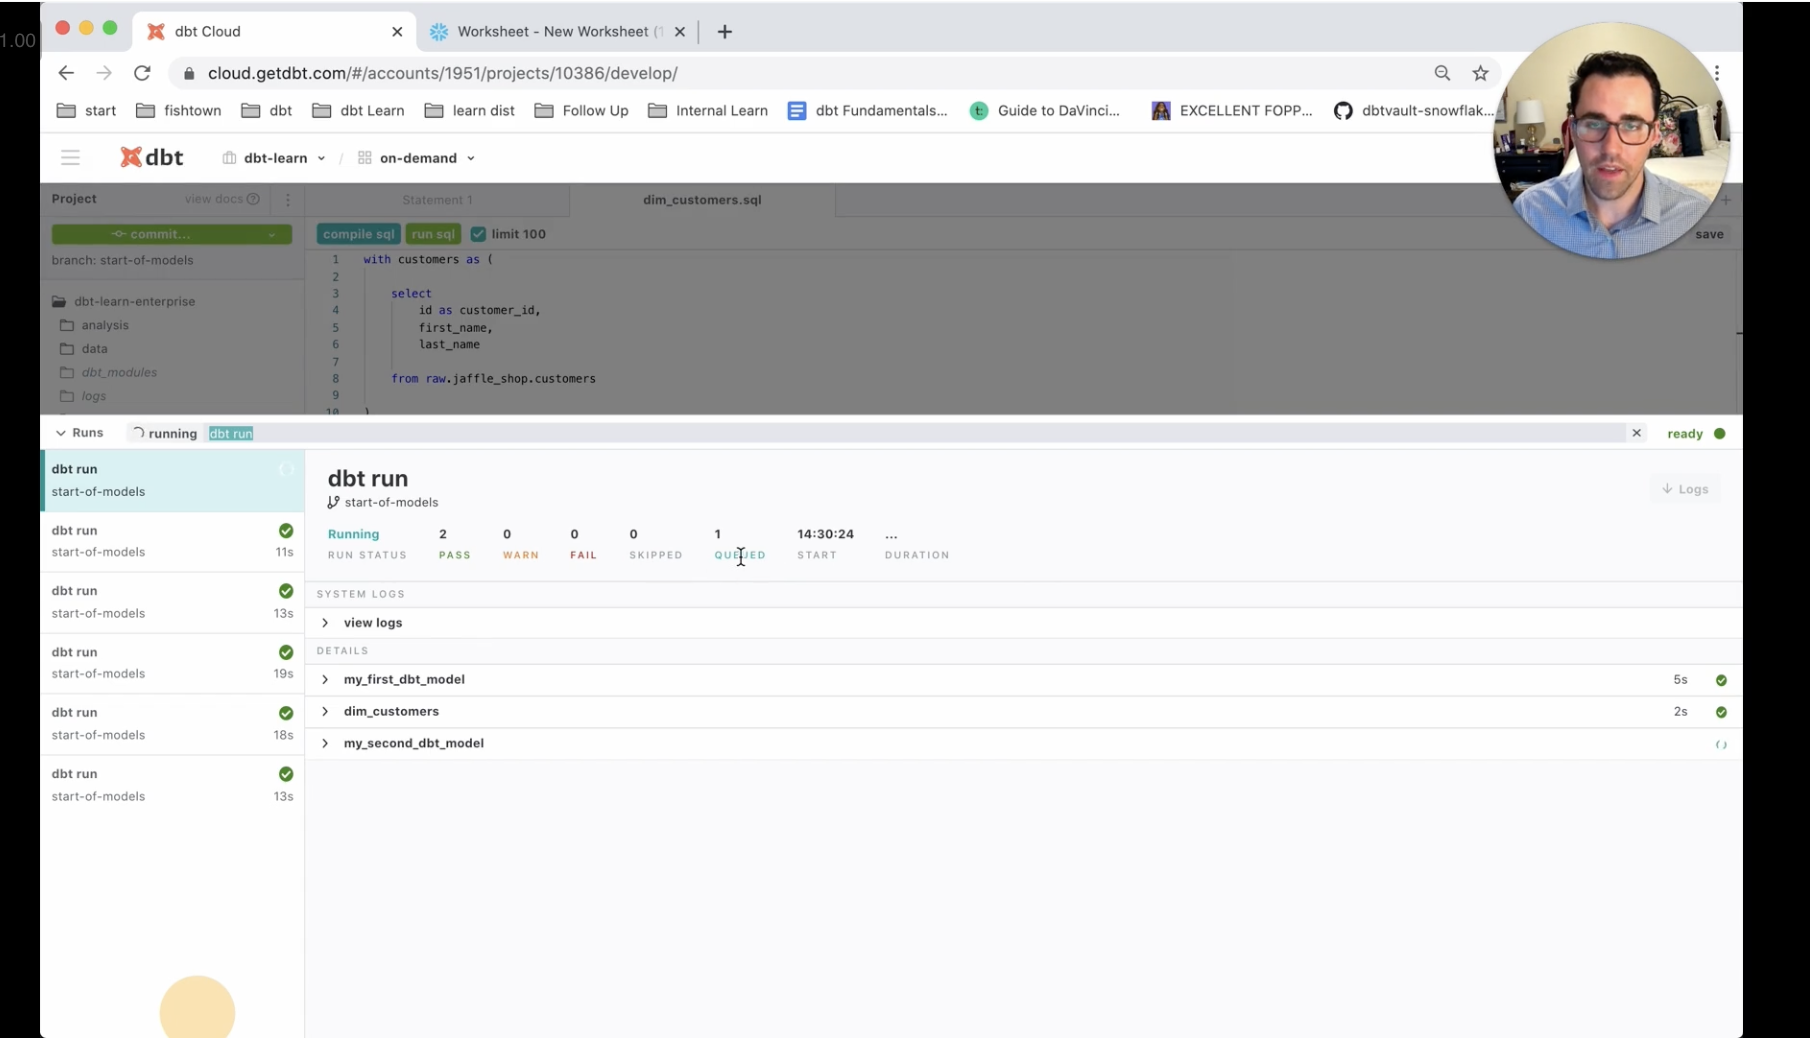 1.00
dbt Cloud
Worksheet - New Worksheet (1
cloud.getdbt.com/#/accounts/1951/projects/10386/develop/
start fishtown dbt dbt Learn learn dist Follow Up Internal Learn dbt Fundamentals... Guide to DaVinci... EXCELLENT FOPP... dbtvault-snowflak...
dbt dbt-learn / on-demand
Project view docs
Statement 1 dim_customers.sql
commit...
compile sql run sql limit 100 save
branch: start-of-models
dbt-learn-enterprise
analysis
data
dbt_modules
logs
1 with customers as (
2
3 select
4 id as customer_id,
5 first_name,
6 last_name
7
8 from raw.jaffle_shop.customers
9
10 )
Runs running dbt run ready
dbt run
start-of-models
dbt run
start-of-models 11s
dbt run
start-of-models 13s
dbt run
start-of-models 19s
dbt run
start-of-models 18s
dbt run
start-of-models 13s
dbt run
start-of-models
Logs
Running 2 0 0 0 1 14:30:24 ...
RUN STATUS PASS WARN FAIL SKIPPED QUEUED START DURATION
SYSTEM LOGS
view logs
DETAILS
my_first_dbt_model 5s
dim_customers 2s
my_second_dbt_model